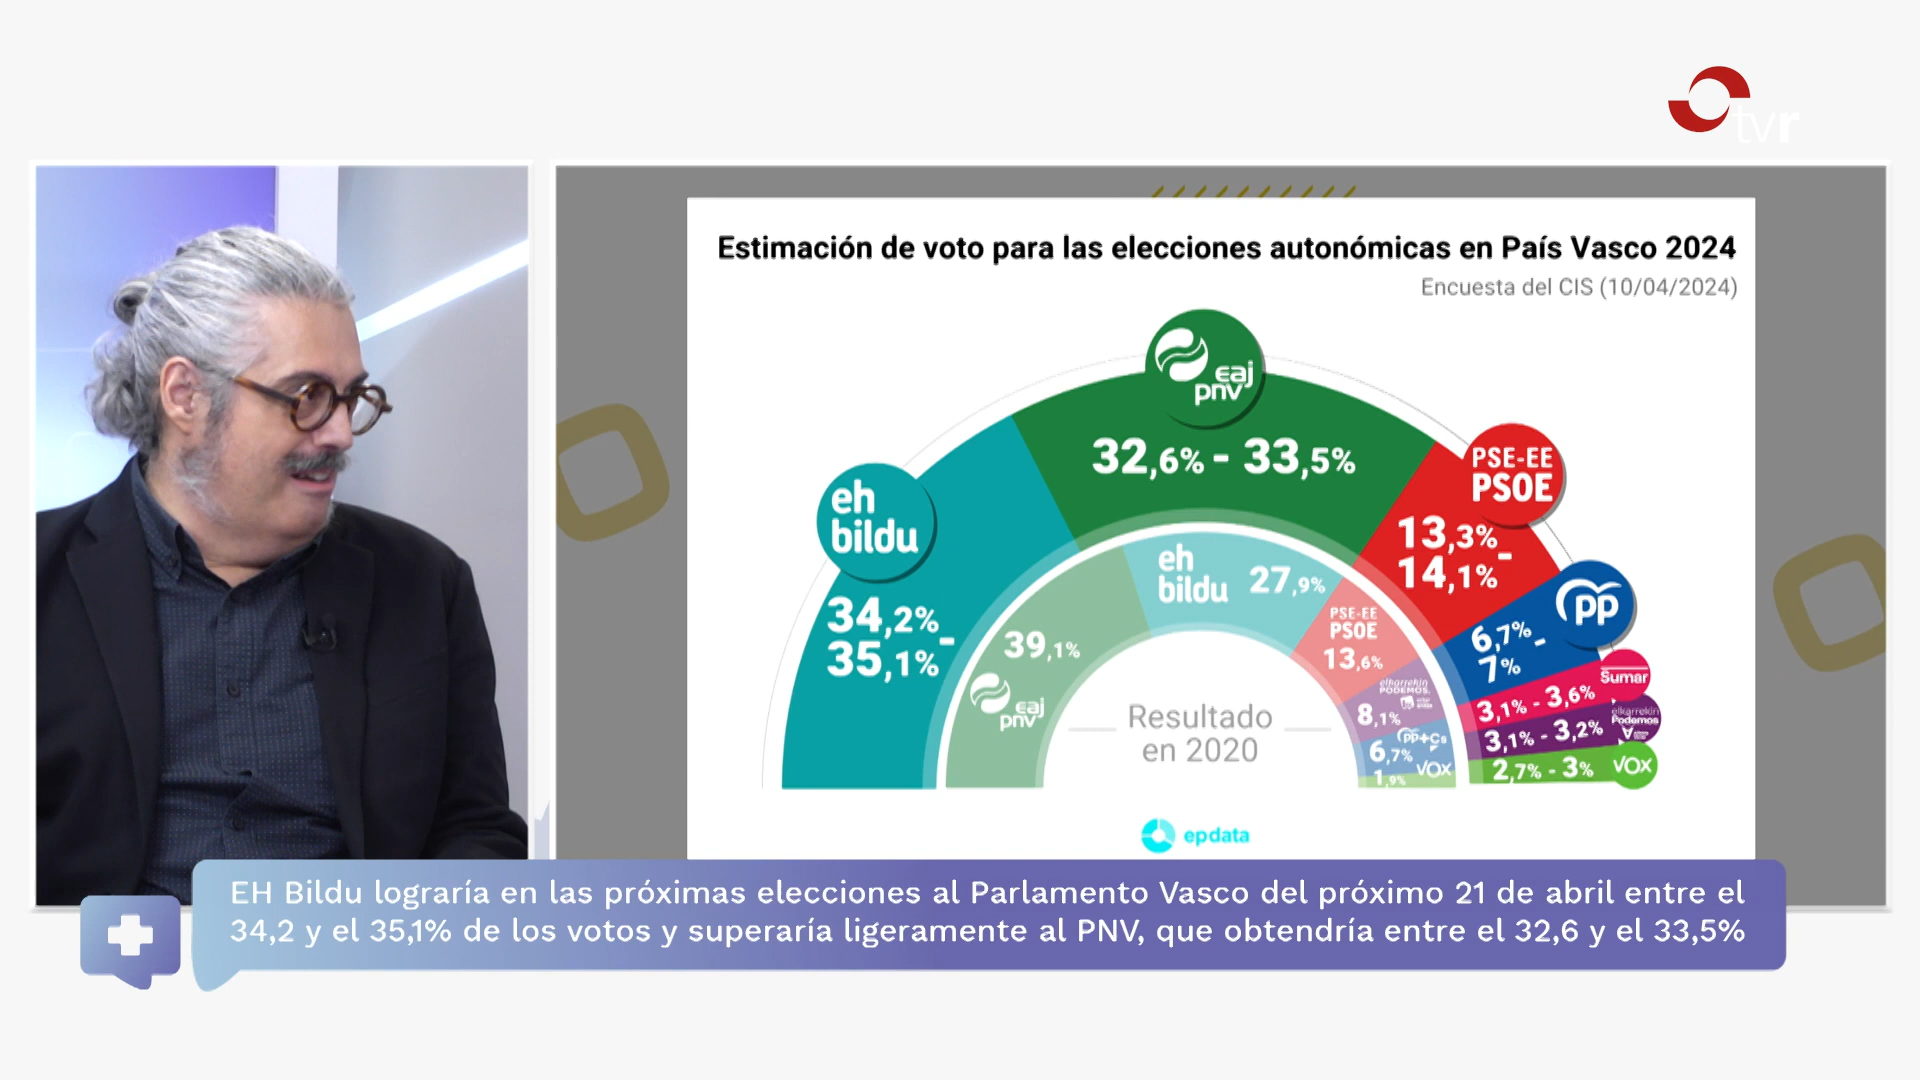 tvr
Estimación de voto para las elecciones autonómicas en País Vasco 2024
Encuesta del CIS (10/04/2024)
eaj
pnv
32,6% - 33,5%
eh
bildu
34,2% -
35,1%
PSE-EE
PSOE
13,3% -
14,1%
pp
6,7% -
7%
Sumar
3,1% - 3,6%
elkarrekin
Podemos
3,1% - 3,2%
VOX
2,7% - 3%
39,1%
eaj
pnv
eh
bildu
27,9%
PSE-EE
PSOE
13,6%
elkarrekin
PODEMOS.
8,1%
pp+Cs
6,7%
VOX
1,9%
Resultado
en 2020
epdata
EH Bildu lograría en las próximas elecciones al Parlamento Vasco del próximo 21 de abril entre el
34,2 y el 35,1% de los votos y superaría ligeramente al PNV, que obtendría entre el 32,6 y el 33,5%